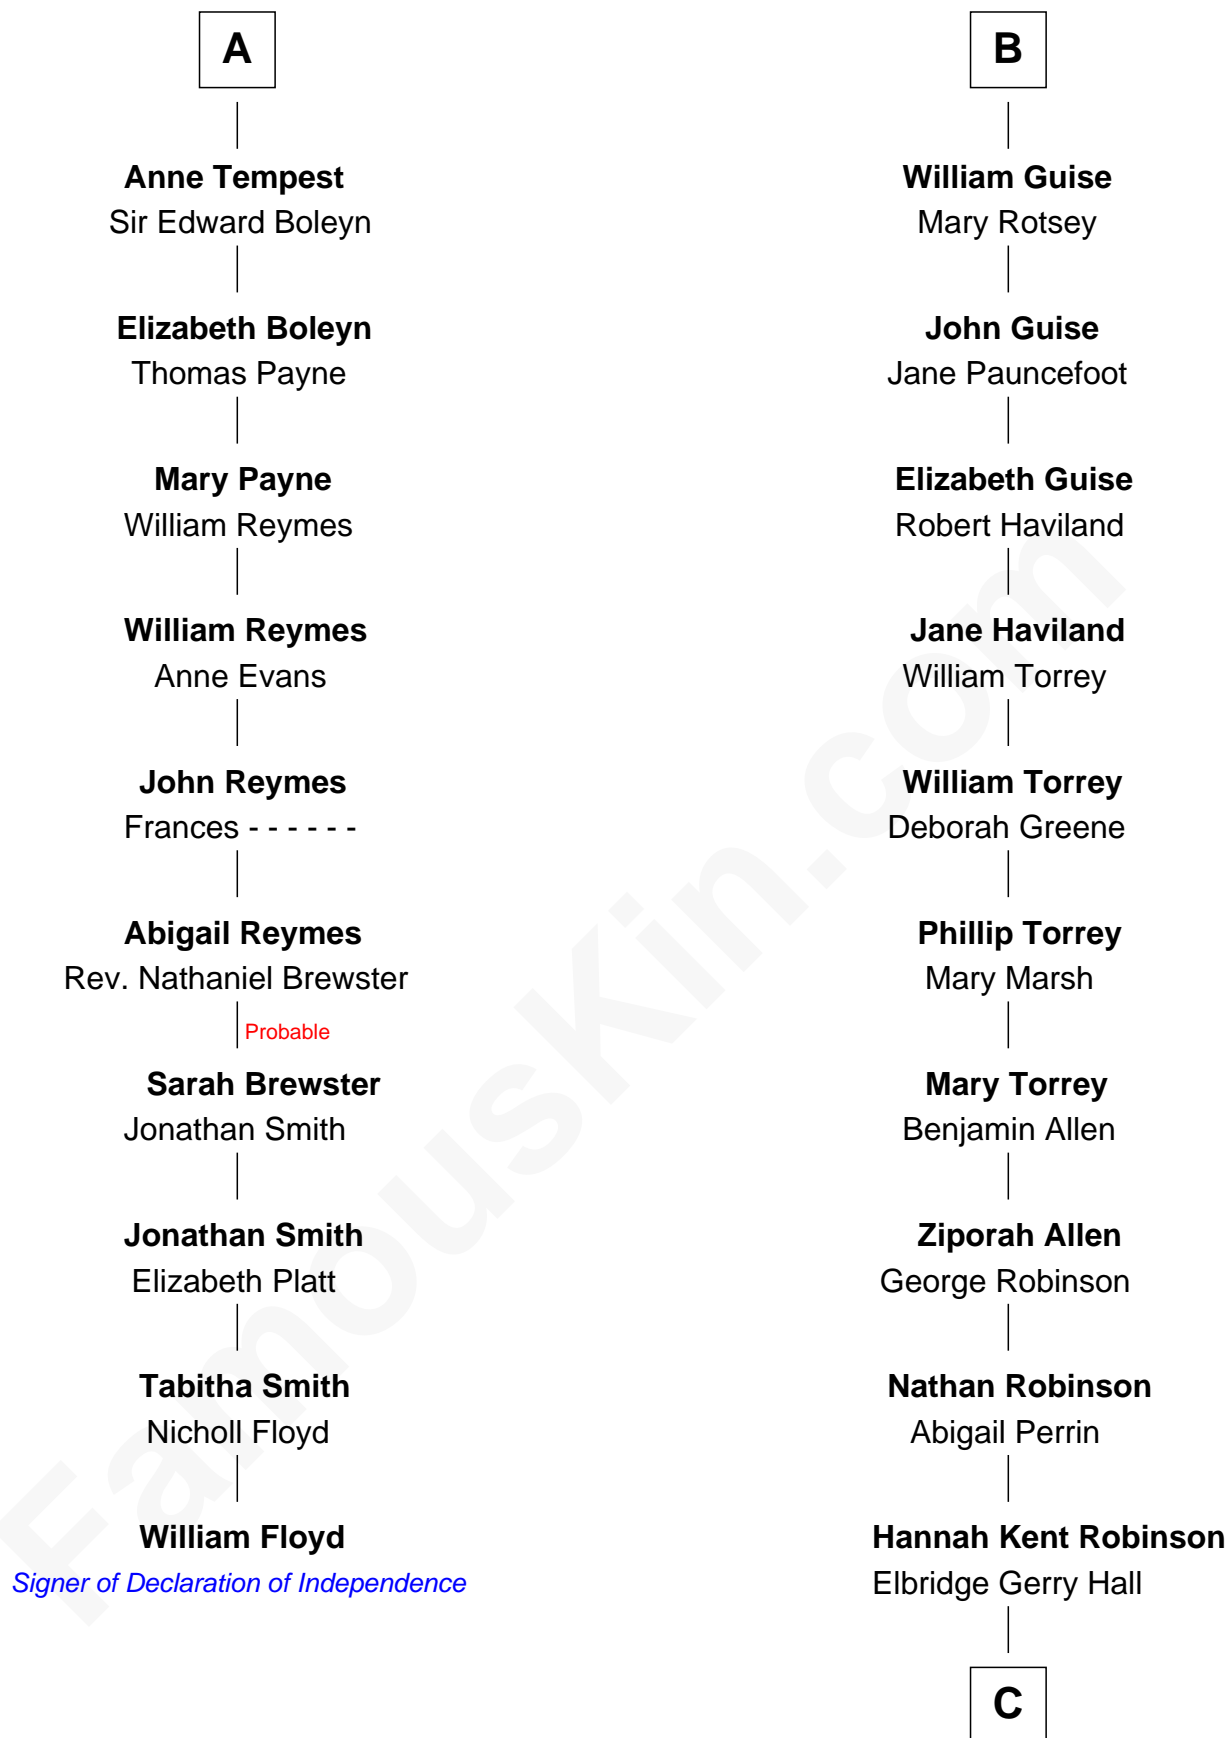 A
Anne Tempest
Sir Edward Boleyn
Elizabeth Boleyn
Thomas Payne
Mary Payne
William Reymes
William Reymes
Anne Evans
John Reymes
Frances - - - - - -
Abigail Reymes
Rev. Nathaniel Brewster
Probable
Sarah Brewster
Jonathan Smith
Jonathan Smith
Elizabeth Platt
Tabitha Smith
Nicholl Floyd
William Floyd
Signer of Declaration of Independence
B
William Guise
Mary Rotsey
John Guise
Jane Pauncefoot
Elizabeth Guise
Robert Haviland
Jane Haviland
William Torrey
William Torrey
Deborah Greene
Phillip Torrey
Mary Marsh
Mary Torrey
Benjamin Allen
Ziporah Allen
George Robinson
Nathan Robinson
Abigail Perrin
Hannah Kent Robinson
Elbridge Gerry Hall
C
FamousKin.com